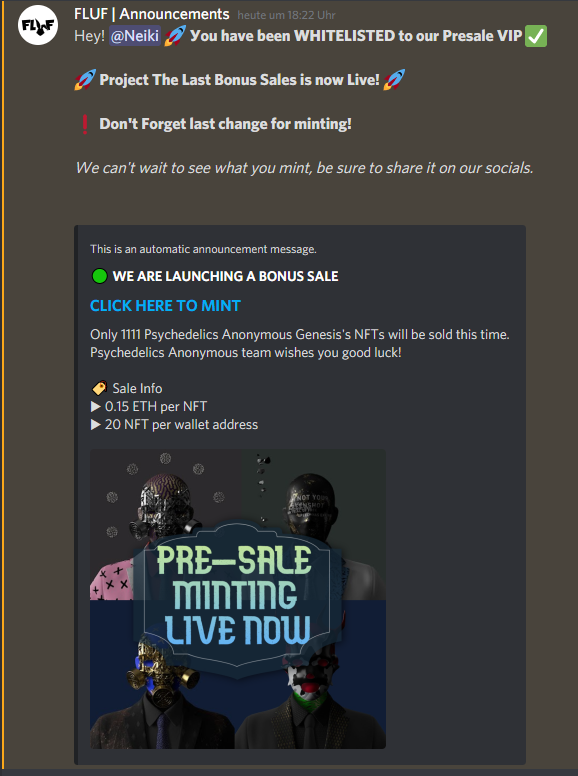 FLUF
FLUF | Announcements heute um 18:22 Uhr
Hey! @Neiki 🚀 You have been WHITELISTED to our Presale VIP ✅
🚀 Project The Last Bonus Sales is now Live! 🚀
❗ Don't Forget last change for minting!
We can't wait to see what you mint, be sure to share it on our socials.
This is an automatic announcement message.
🟢 WE ARE LAUNCHING A BONUS SALE
CLICK HERE TO MINT
Only 1111 Psychedelics Anonymous Genesis's NFTs will be sold this time.
Psychedelics Anonymous team wishes you good luck!
🏷️ Sale Info
▶ 0.15 ETH per NFT
▶ 20 NFT per wallet address
NOT YOUR
PRE-SALE
MINTING
LIVE NOW